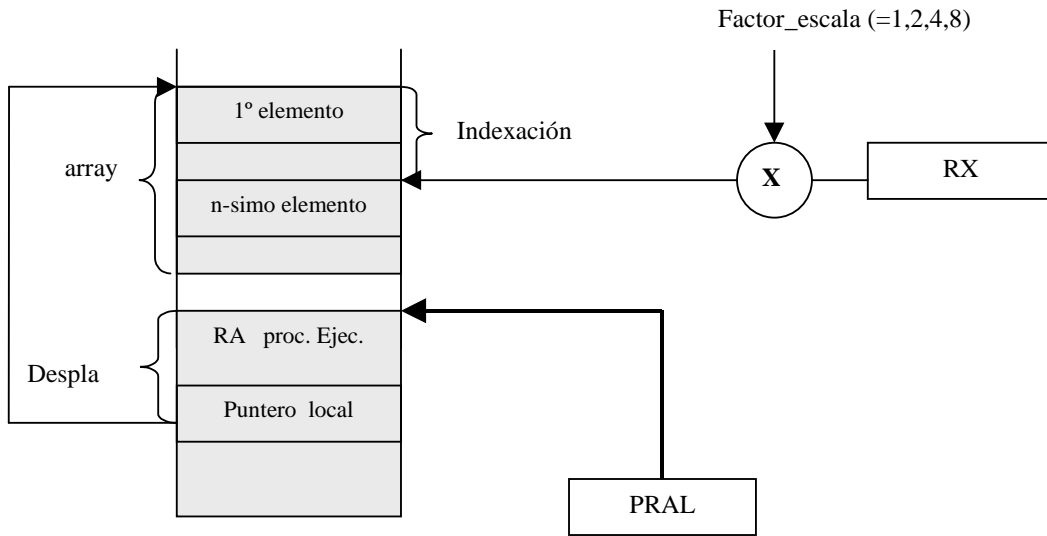 Factor_escala (=1,2,4,8)
1º elemento
Indexación
array
X
RX
n-simo elemento
RA proc. Ejec.
Despla
Puntero local
PRAL